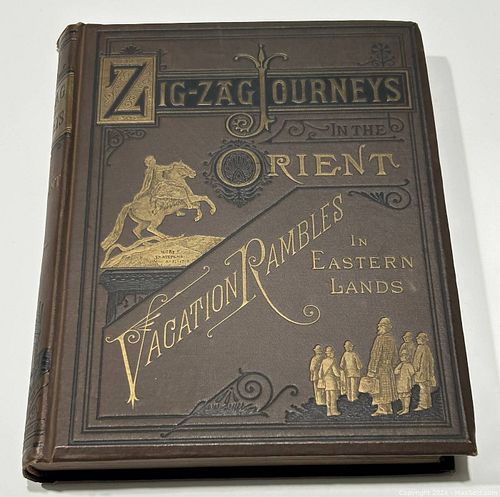 ZIG-ZAG JOURNEYS
IN THE
ORIENT
VACATION RAMBLES
IN
EASTERN
LANDS